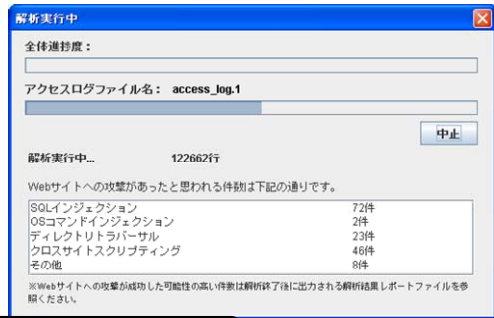 解析実行中
全体進捗度：
アクセスログファイル名： access_log.1
中止
解析実行中... 122662行
Webサイトへの攻撃があったと思われる件数は下記の通りです。
SQLインジェクション 72件
OSコマンドインジェクション 2件
ディレクトリトラバーサル 23件
クロスサイトスクリプティング 46件
その他 8件
※Webサイトへの攻撃が成功した可能性の高い件数は解析終了後に出力される解析結果レポートファイルを参
照ください。